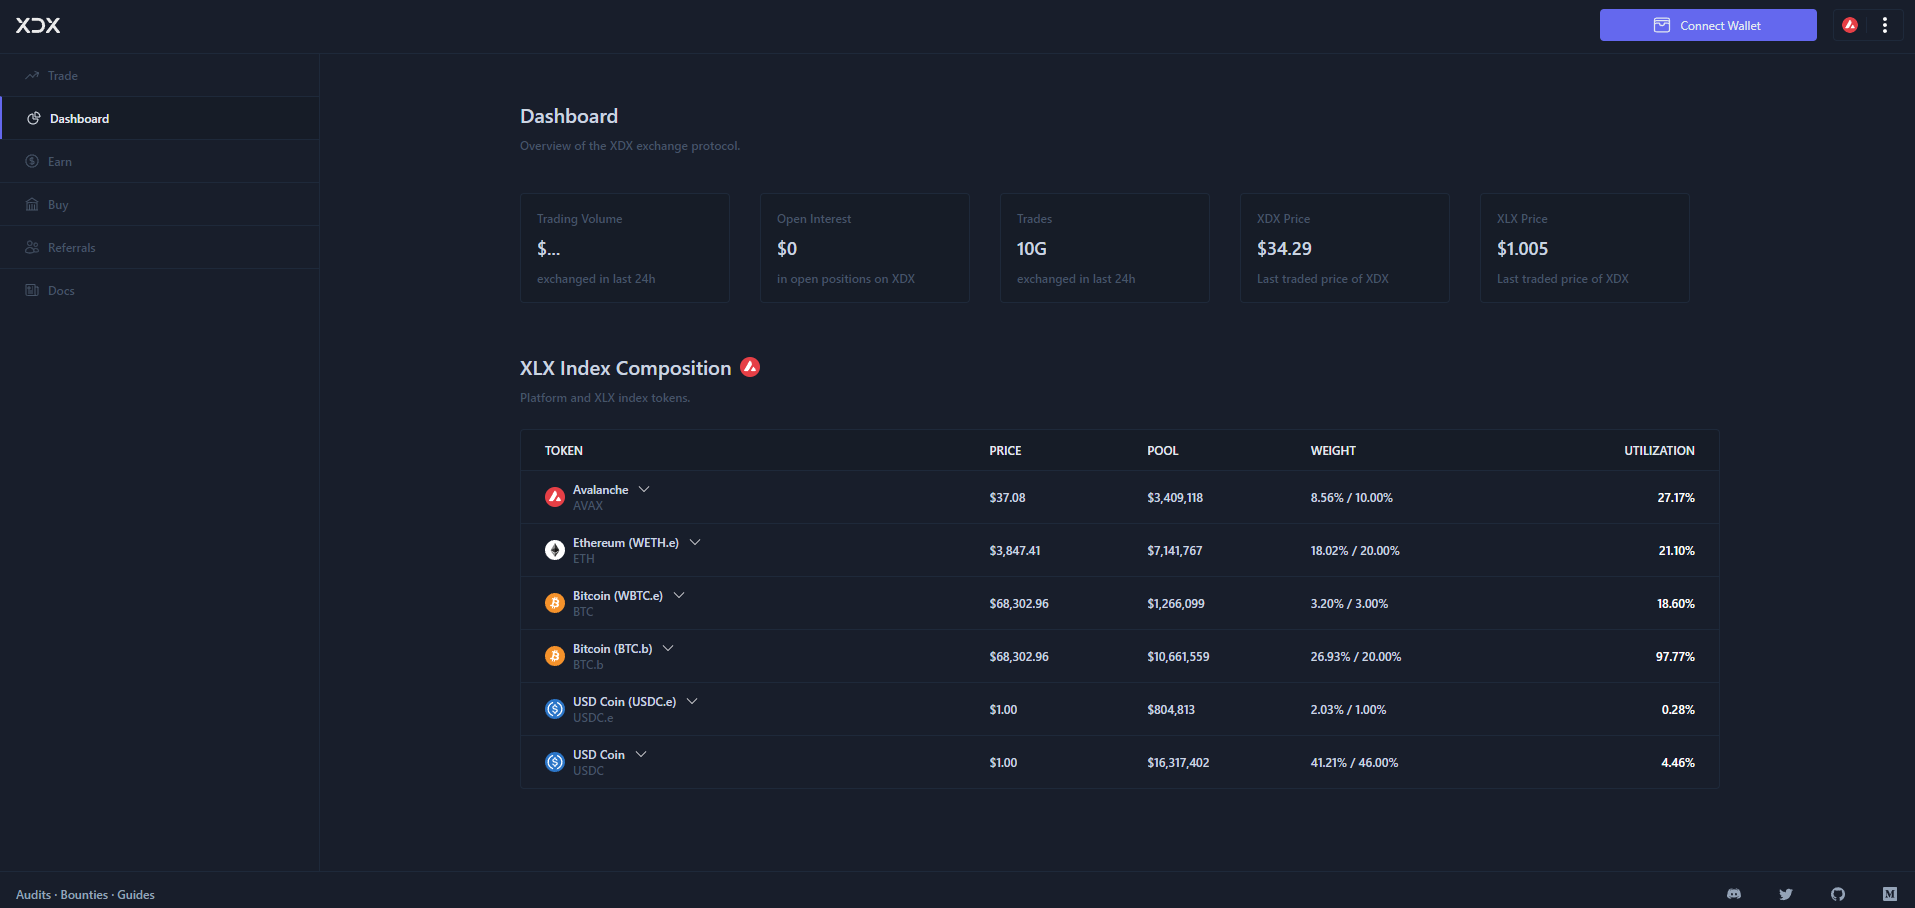 XDX
Connect Wallet
Trade
Dashboard
Earn
Buy
Referrals
Docs
Dashboard
Overview of the XDX exchange protocol.
Trading Volume
$...
exchanged in last 24h
Open Interest
$0
in open positions on XDX
Trades
10G
exchanged in last 24h
XDX Price
$34.29
Last traded price of XDX
XLX Price
$1.005
Last traded price of XDX
XLX Index Composition
Platform and XLX index tokens.
TOKEN PRICE POOL WEIGHT UTILIZATION
Avalanche
AVAX
$37.08 $3,409,118 8.56% / 10.00% 27.17%
Ethereum (WETH.e)
ETH
$3,847.41 $7,141,767 18.02% / 20.00% 21.10%
Bitcoin (WBTC.e)
BTC
$68,302.96 $1,266,099 3.20% / 3.00% 18.60%
Bitcoin (BTC.b)
BTC.b
$68,302.96 $10,661,559 26.93% / 20.00% 97.77%
USD Coin (USDC.e)
USDC.e
$1.00 $804,813 2.03% / 1.00% 0.28%
USD Coin
USDC
$1.00 $16,317,402 41.21% / 46.00% 4.46%
Audits · Bounties · Guides